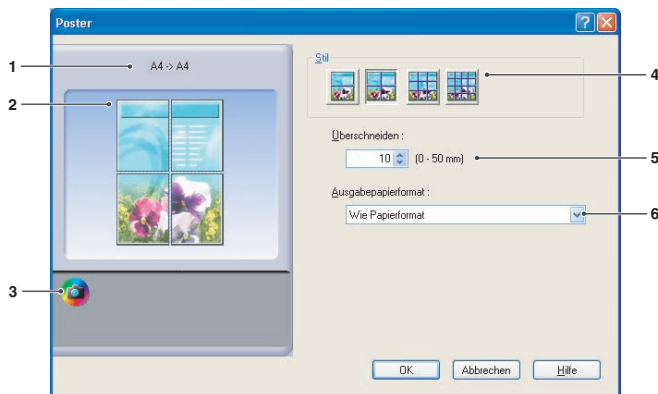 Poster
1
A4 -> A4
2
3
Stil
4
Überschneiden :
10 (0 - 50 mm)
5
Ausgabepapierformat :
Wie Papierformat
6
OK Abbrechen Hilfe